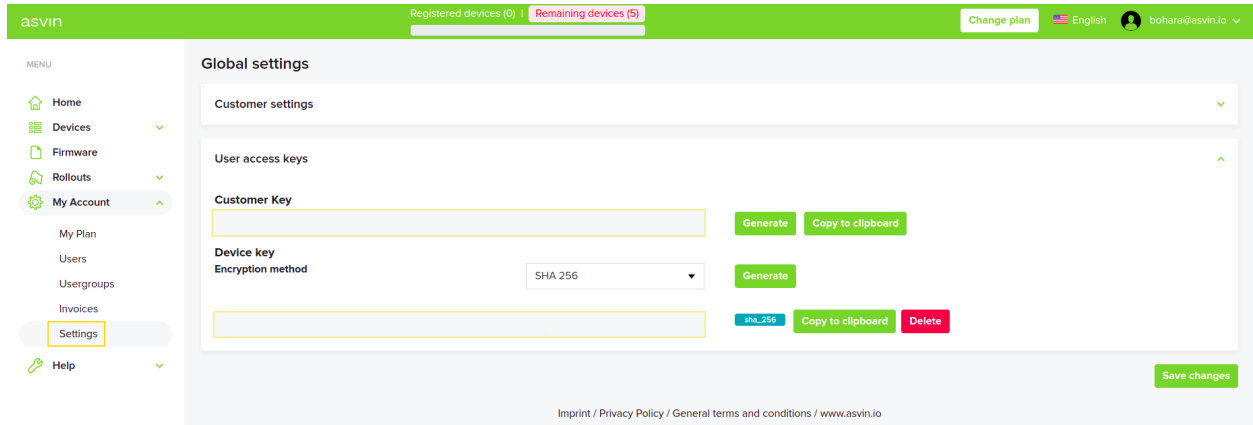 asvin
Registered devices (0) | Remaining devices (5)
Change plan
English
bohara@asvin.io
MENU
Home
Devices
Firmware
Rollouts
My Account
My Plan
Users
Usergroups
Invoices
Settings
Help
Global settings
Customer settings
User access keys
Customer Key
Generate
Copy to clipboard
Device key
Encryption method
SHA 256
Generate
sha_256
Copy to clipboard
Delete
Save changes
Imprint / Privacy Policy / General terms and conditions / www.asvin.io